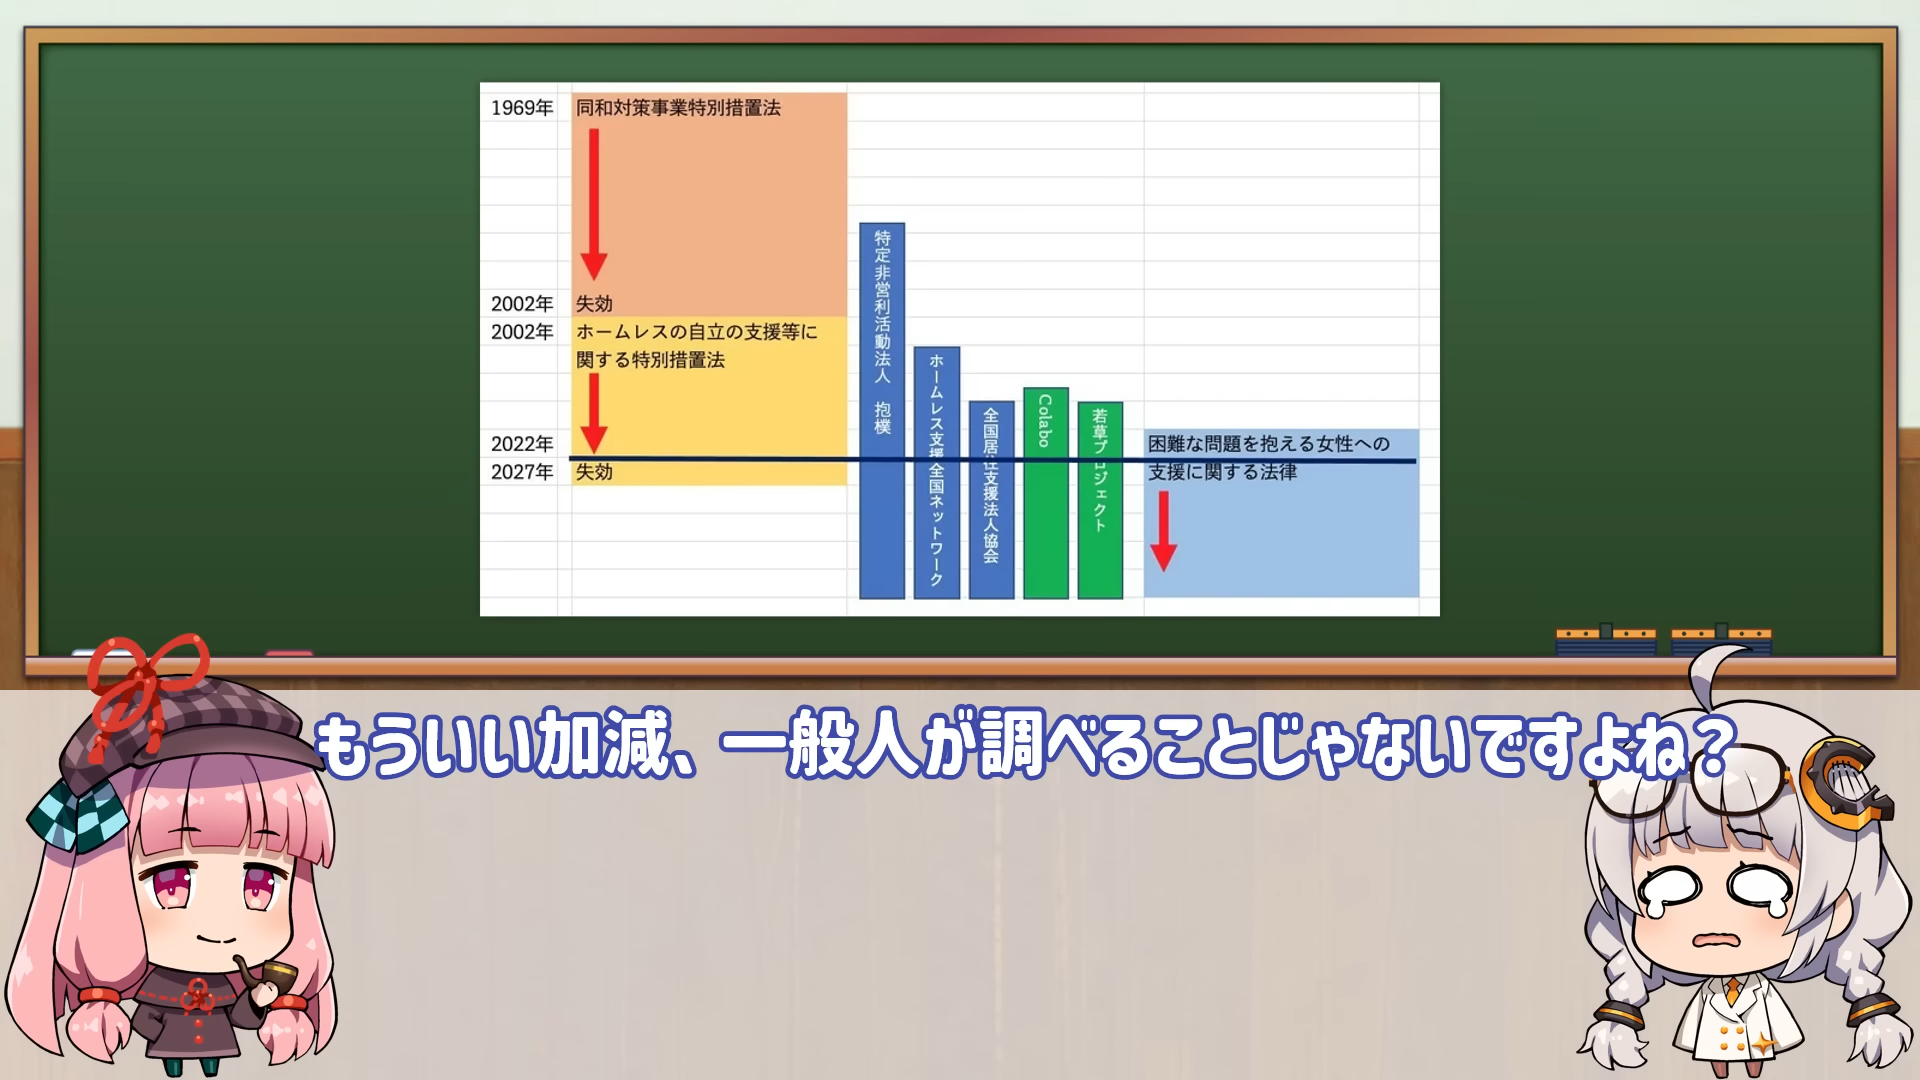 1969年
同和対策事業特別措置法
2002年
失効
2002年
ホームレスの自立の支援等に
関する特別措置法
2022年
2027年
失効
特定非営利活動法人 抱樸
ホームレス支援全国ネットワーク
全国居住支援法人協会
Colabo
若草プロジェクト
困難な問題を抱える女性への
支援に関する法律
もういい加減、一般人が調べることじゃないですよね？